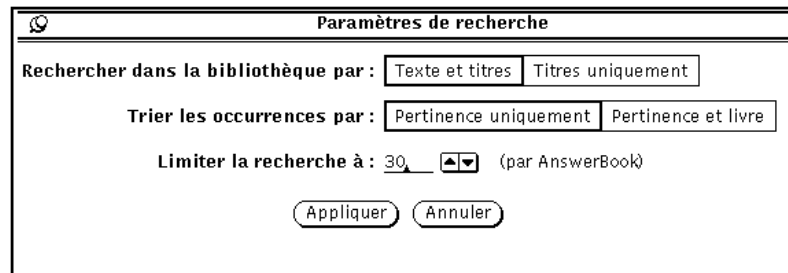 Paramètres de recherche
Rechercher dans la bibliothèque par : Texte et titres Titres uniquement
Trier les occurrences par : Pertinence uniquement Pertinence et livre
Limiter la recherche à : 30 (par AnswerBook)
Appliquer Annuler